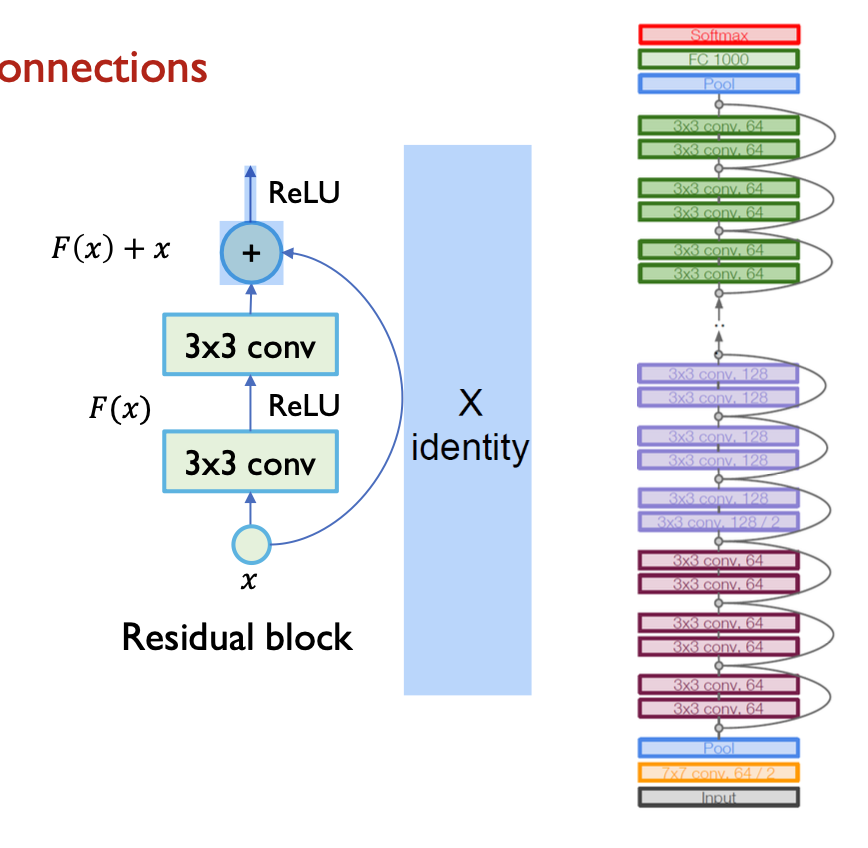 onnections
ReLU
F(x) + x
+
3x3 conv
F(x)
ReLU
3x3 conv
x
Residual block
X
identity
Softmax
FC 1000
Pool
3x3 conv, 64
3x3 conv, 64
3x3 conv, 64
3x3 conv, 64
3x3 conv, 64
3x3 conv, 64
..
3x3 conv, 128
3x3 conv, 128
3x3 conv, 128
3x3 conv, 128
3x3 conv, 128
3x3 conv, 128 / 2
3x3 conv, 64
3x3 conv, 64
3x3 conv, 64
3x3 conv, 64
3x3 conv, 64
3x3 conv, 64
Pool
7x7 conv, 64 / 2
Input